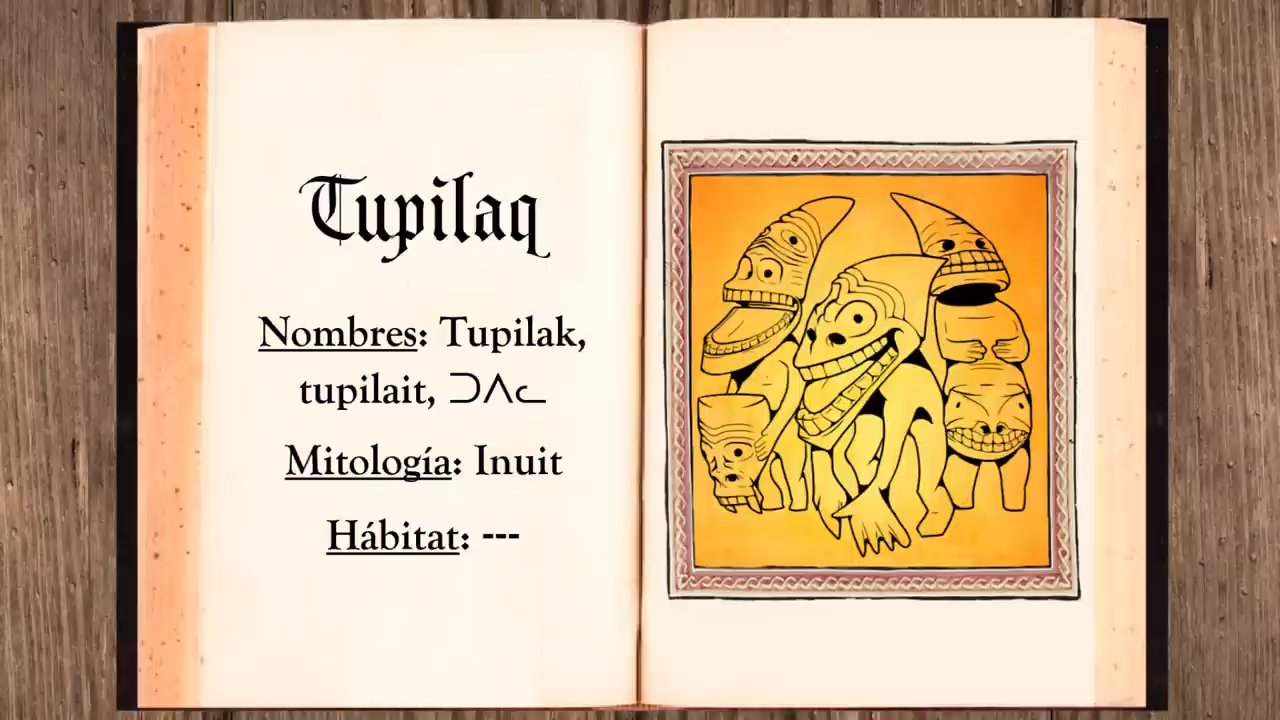 Tupilaq
Nombres: Tupilak,
tupilait, ᑐᐱᓚ
Mitología: Inuit
Hábitat: ---